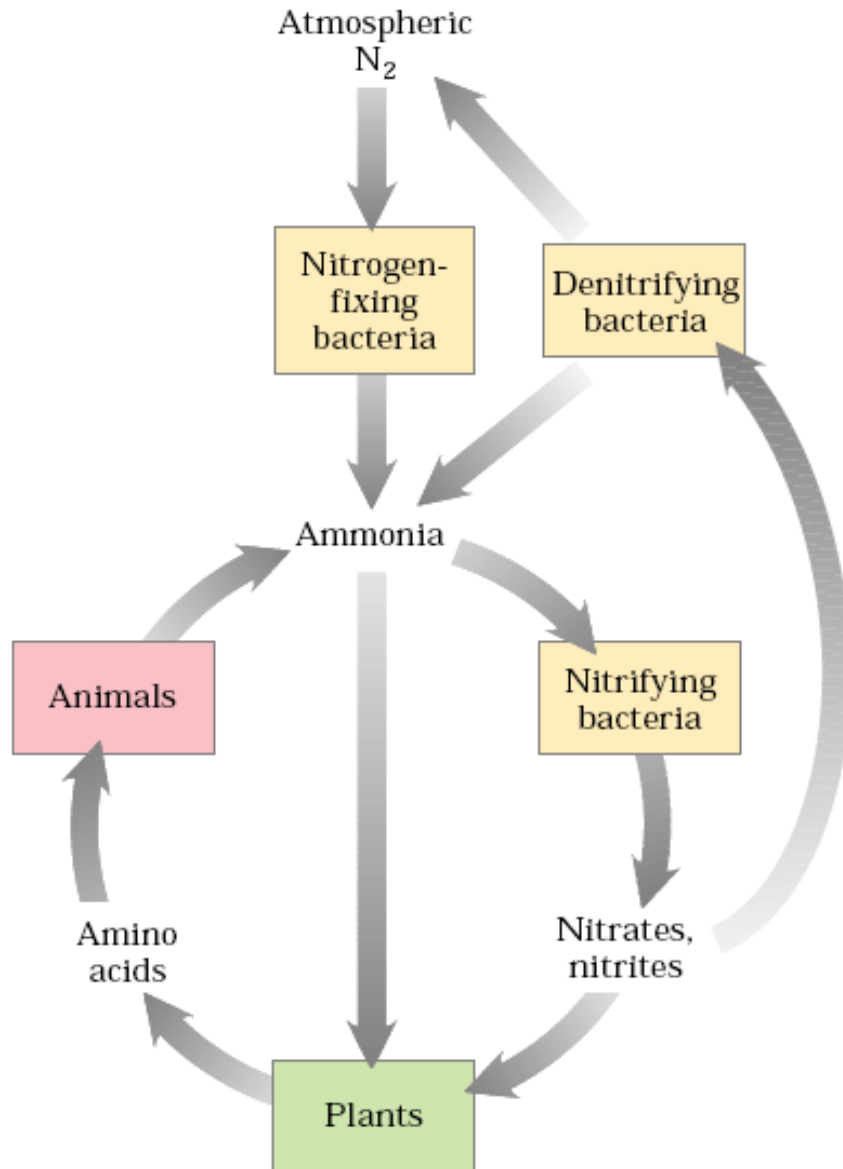 Atmospheric
N₂
Nitrogen-
fixing
bacteria
Denitrifying
bacteria
Ammonia
Animals
Nitrifying
bacteria
Amino
acids
Nitrates,
nitrites
Plants